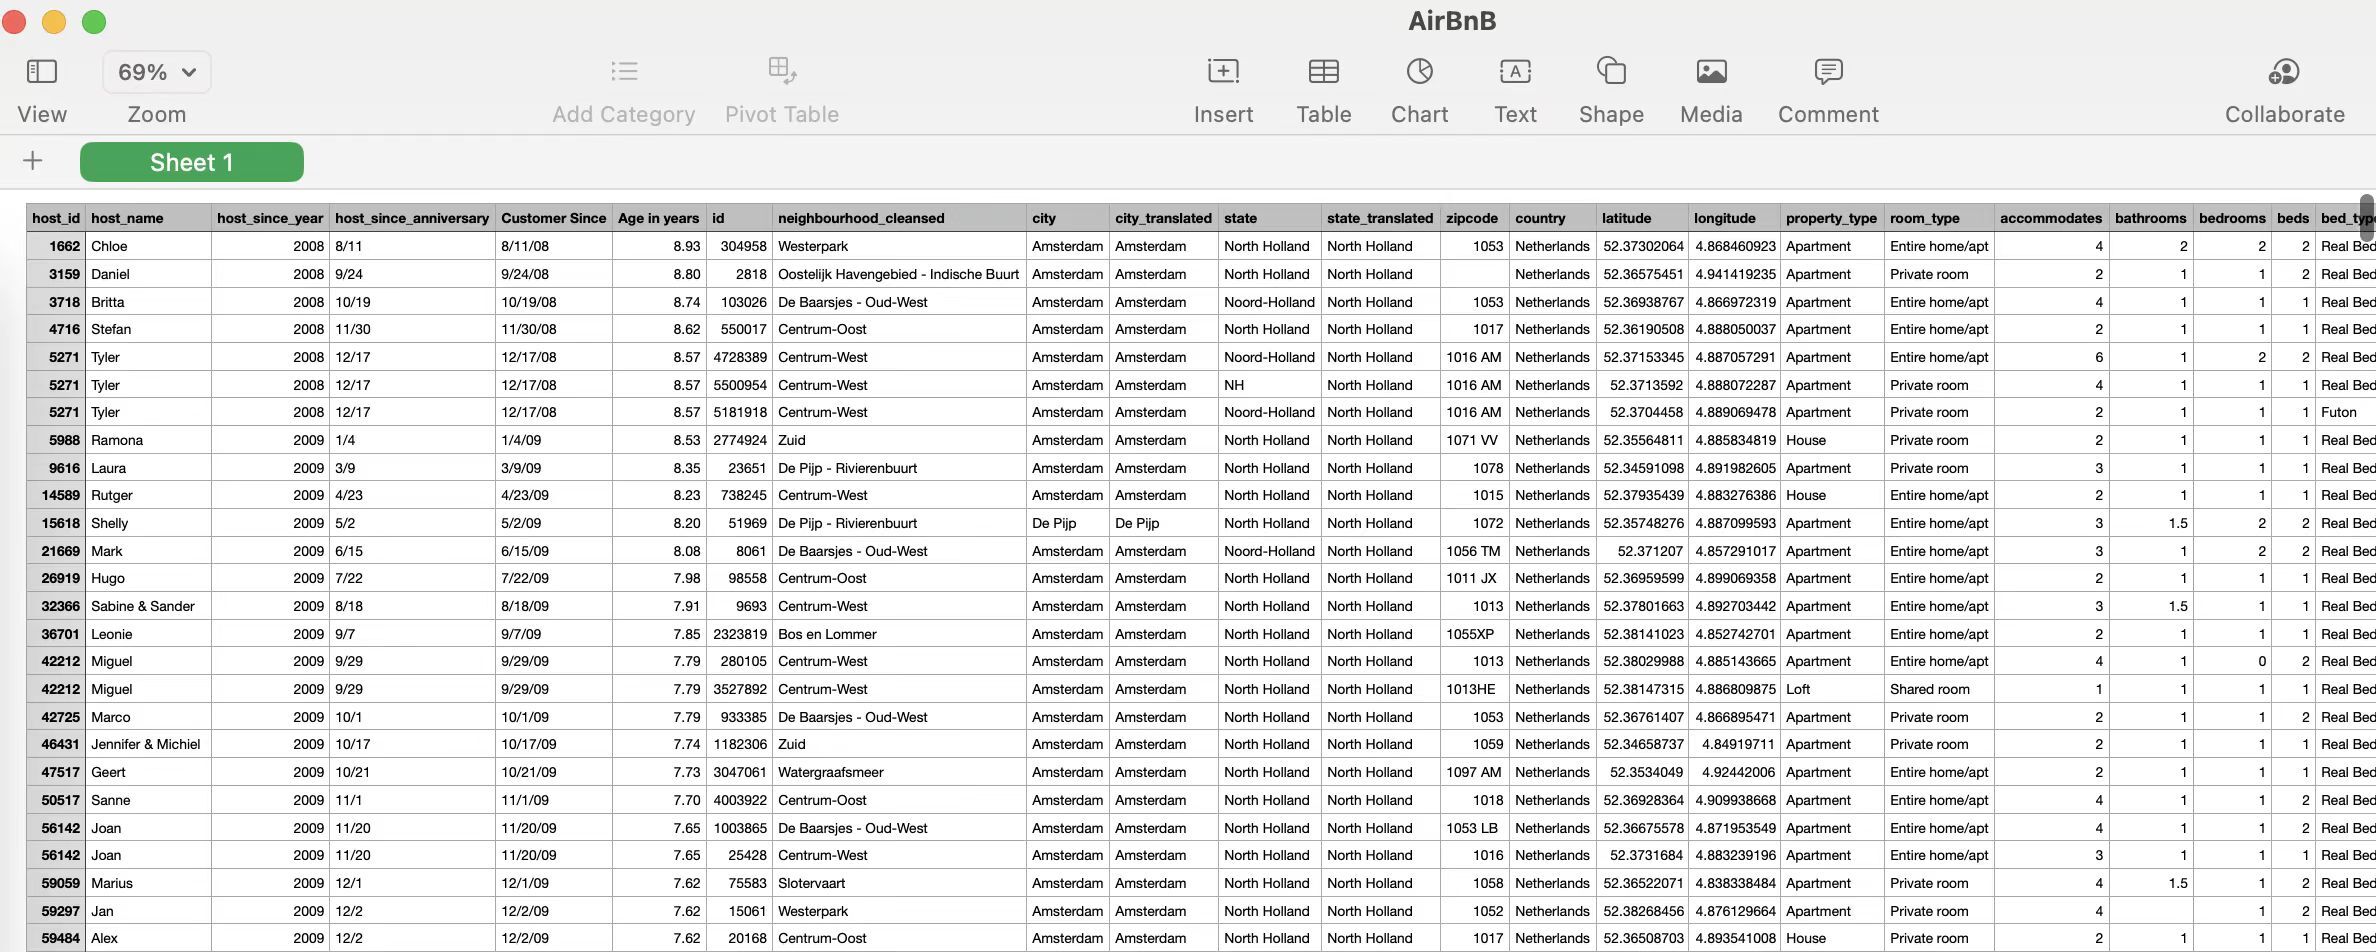 AirBnB
69%
View Zoom Add Category Pivot Table Insert Table Chart Text Shape Media Comment Collaborate
Sheet 1
host_id host_name host_since_year host_since_anniversary Customer Since Age in years id neighbourhood_cleansed city city_translated state state_translated zipcode country latitude longitude property_type room_type accommodates bathrooms bedrooms beds
1662 Chloe 2008 8/11 8/11/08 8.93 304958 Westerpark Amsterdam Amsterdam North Holland North Holland 1053 Netherlands 52.37302064 4.868460923 Apartment Entire home/apt 4 2 2 2 Real Bed
3159 Daniel 2008 9/24 9/24/08 8.80 2818 Oostelijk Havengebied - Indische Buurt Amsterdam Amsterdam North Holland North Holland Netherlands 52.36575451 4.941419235 Apartment Private room 2 1 1 2 Real Bed
3718 Britta 2008 10/19 10/19/08 8.74 103026 De Baarsjes - Oud-West Amsterdam Amsterdam Noord-Holland North Holland 1053 Netherlands 52.36938767 4.866972319 Apartment Entire home/apt 4 1 1 1 Real Bed
4716 Stefan 2008 11/30 11/30/08 8.62 550017 Centrum-Oost Amsterdam Amsterdam North Holland North Holland 1017 Netherlands 52.36190508 4.888050037 Apartment Entire home/apt 2 1 1 1 Real Bed
5271 Tyler 2008 12/17 12/17/08 8.57 4728389 Centrum-West Amsterdam Amsterdam Noord-Holland North Holland 1016 AM Netherlands 52.37153345 4.887057291 Apartment Entire home/apt 6 1 2 2 Real Bed
5271 Tyler 2008 12/17 12/17/08 8.57 5500954 Centrum-West Amsterdam Amsterdam NH North Holland 1016 AM Netherlands 52.3713592 4.888072287 Apartment Private room 4 1 1 1 Real Bed
5271 Tyler 2008 12/17 12/17/08 8.57 5181918 Centrum-West Amsterdam Amsterdam Noord-Holland North Holland 1016 AM Netherlands 52.3704458 4.889069478 Apartment Private room 2 1 1 1 Futon
5988 Ramona 2009 1/4 1/4/09 8.53 2774924 Zuid Amsterdam Amsterdam North Holland North Holland 1071 VV Netherlands 52.35564811 4.885834819 House Private room 2 1 1 1 Real Bed
9616 Laura 2009 3/9 3/9/09 8.35 23651 De Pijp - Rivierenbuurt Amsterdam Amsterdam North Holland North Holland 1078 Netherlands 52.34591098 4.891982605 Apartment Private room 3 1 1 1 Real Bed
14589 Rutger 2009 4/23 4/23/09 8.23 738245 Centrum-West Amsterdam Amsterdam North Holland North Holland 1015 Netherlands 52.37935439 4.883276386 House Entire home/apt 2 1 1 1 Real Bed
15618 Shelly 2009 5/2 5/2/09 8.20 51969 De Pijp - Rivierenbuurt De Pijp De Pijp North Holland North Holland 1072 Netherlands 52.35748276 4.887099593 Apartment Entire home/apt 3 1.5 2 2 Real Bed
21669 Mark 2009 6/15 6/15/09 8.08 8061 De Baarsjes - Oud-West Amsterdam Amsterdam Noord-Holland North Holland 1056 TM Netherlands 52.371207 4.857291017 Apartment Entire home/apt 3 1 2 2 Real Bed
26919 Hugo 2009 7/22 7/22/09 7.98 98558 Centrum-Oost Amsterdam Amsterdam North Holland North Holland 1011 JX Netherlands 52.36959599 4.899069358 Apartment Entire home/apt 2 1 1 1 Real Bed
32366 Sabine & Sander 2009 8/18 8/18/09 7.91 9693 Centrum-West Amsterdam Amsterdam North Holland North Holland 1013 Netherlands 52.37801663 4.892703442 Apartment Entire home/apt 3 1.5 1 1 Real Bed
36701 Leonie 2009 9/7 9/7/09 7.85 2323819 Bos en Lommer Amsterdam Amsterdam North Holland North Holland 1055XP Netherlands 52.38141023 4.852742701 Apartment Entire home/apt 2 1 1 1 Real Bed
42212 Miguel 2009 9/29 9/29/09 7.79 280105 Centrum-West Amsterdam Amsterdam North Holland North Holland 1013 Netherlands 52.38029988 4.885143665 Apartment Entire home/apt 4 1 0 2 Real Bed
42212 Miguel 2009 9/29 9/29/09 7.79 3527892 Centrum-West Amsterdam Amsterdam North Holland North Holland 1013HE Netherlands 52.38147315 4.886809875 Loft Shared room 1 1 1 1 Real Bed
42725 Marco 2009 10/1 10/1/09 7.79 933385 De Baarsjes - Oud-West Amsterdam Amsterdam North Holland North Holland 1053 Netherlands 52.36761407 4.866895471 Apartment Private room 2 1 1 2 Real Bed
46431 Jennifer & Michiel 2009 10/17 10/17/09 7.74 1182306 Zuid Amsterdam Amsterdam North Holland North Holland 1059 Netherlands 52.34658737 4.84919711 Apartment Private room 2 1 1 1 Real Bed
47517 Geert 2009 10/21 10/21/09 7.73 3047061 Watergraafsmeer Amsterdam Amsterdam North Holland North Holland 1097 AM Netherlands 52.3534049 4.92442006 Apartment Entire home/apt 2 1 1 1 Real Bed
50517 Sanne 2009 11/1 11/1/09 7.70 4003922 Centrum-Oost Amsterdam Amsterdam North Holland North Holland 1018 Netherlands 52.36928364 4.909938668 Apartment Entire home/apt 4 1 1 2 Real Bed
56142 Joan 2009 11/20 11/20/09 7.65 1003865 De Baarsjes - Oud-West Amsterdam Amsterdam North Holland North Holland 1053 LB Netherlands 52.36675578 4.871953549 Apartment Entire home/apt 4 1 1 2 Real Bed
56142 Joan 2009 11/20 11/20/09 7.65 25428 Centrum-West Amsterdam Amsterdam North Holland North Holland 1016 Netherlands 52.3731684 4.883239196 Apartment Entire home/apt 3 1 1 1 Real Bed
59059 Marius 2009 12/1 12/1/09 7.62 75583 Slotervaart Amsterdam Amsterdam North Holland North Holland 1058 Netherlands 52.36522071 4.838338484 Apartment Private room 4 1.5 1 2 Real Bed
59297 Jan 2009 12/2 12/2/09 7.62 15061 Westerpark Amsterdam Amsterdam North Holland North Holland 1052 Netherlands 52.38268456 4.876129664 Apartment Private room 4 1 2 Real Bed
59484 Alex 2009 12/2 12/2/09 7.62 20168 Centrum-Oost Amsterdam Amsterdam North Holland North Holland 1017 Netherlands 52.36508703 4.893541008 House Private room 2 1 1 1 Real Bed